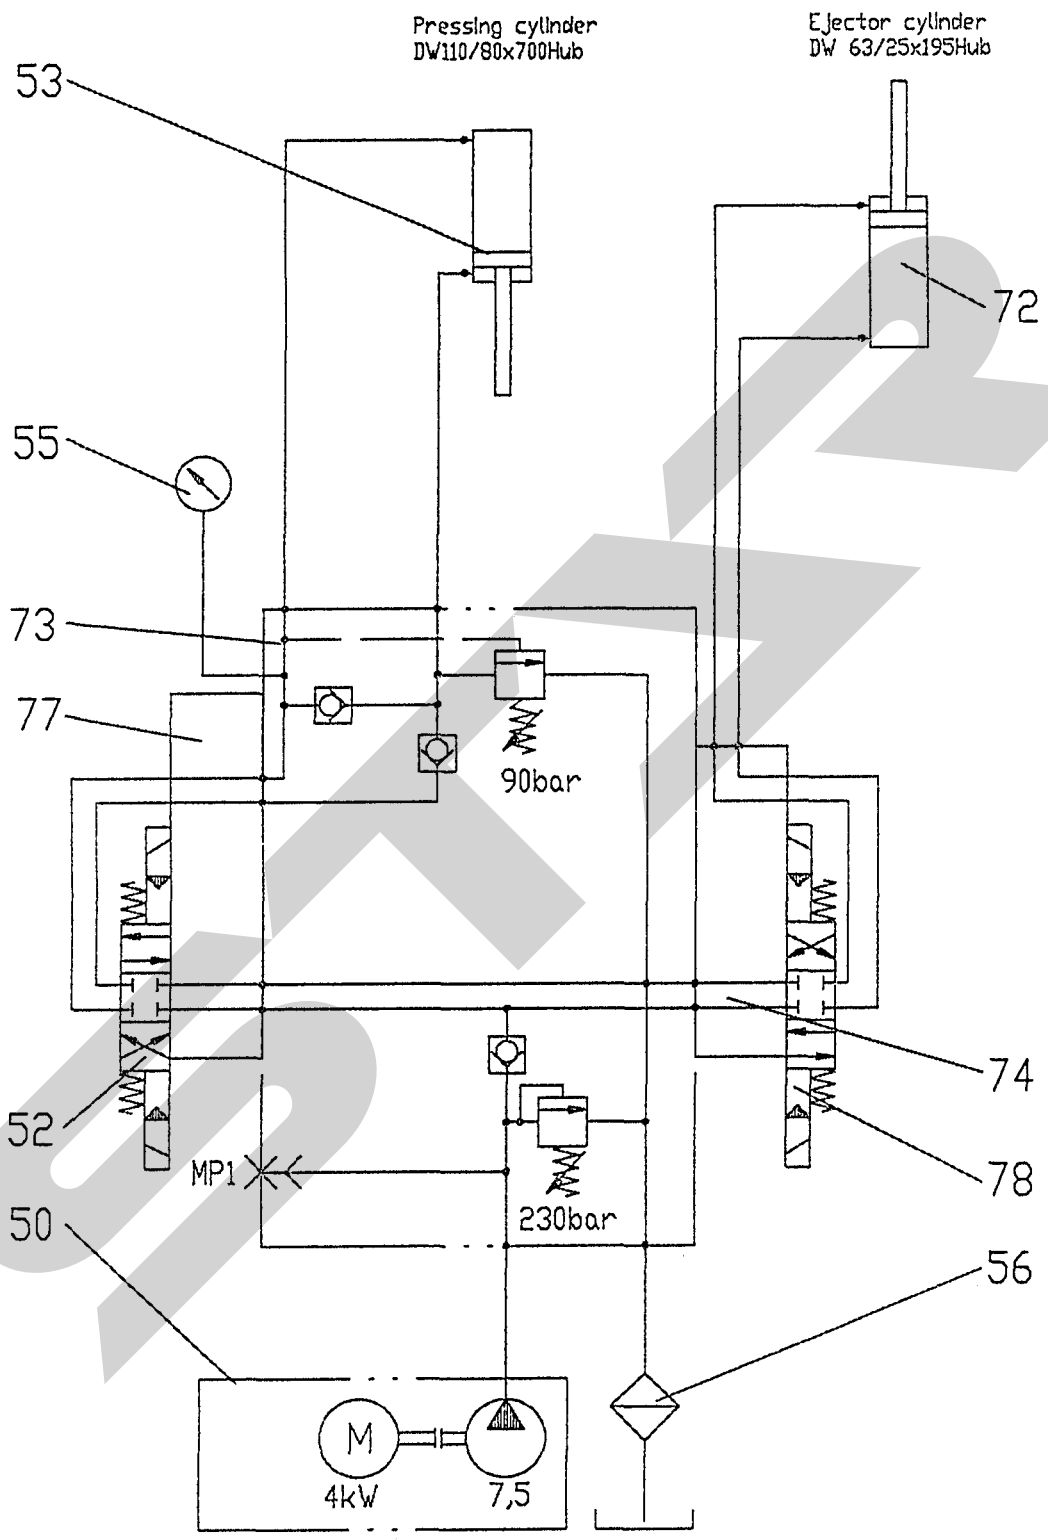 Pressing cylinder
DW110/80x700Hub
Ejector cylinder
DW 63/25x195Hub
53
72
55
73
77
90bar
52
74
78
MP1
230bar
50
56
M
4kW
7,5